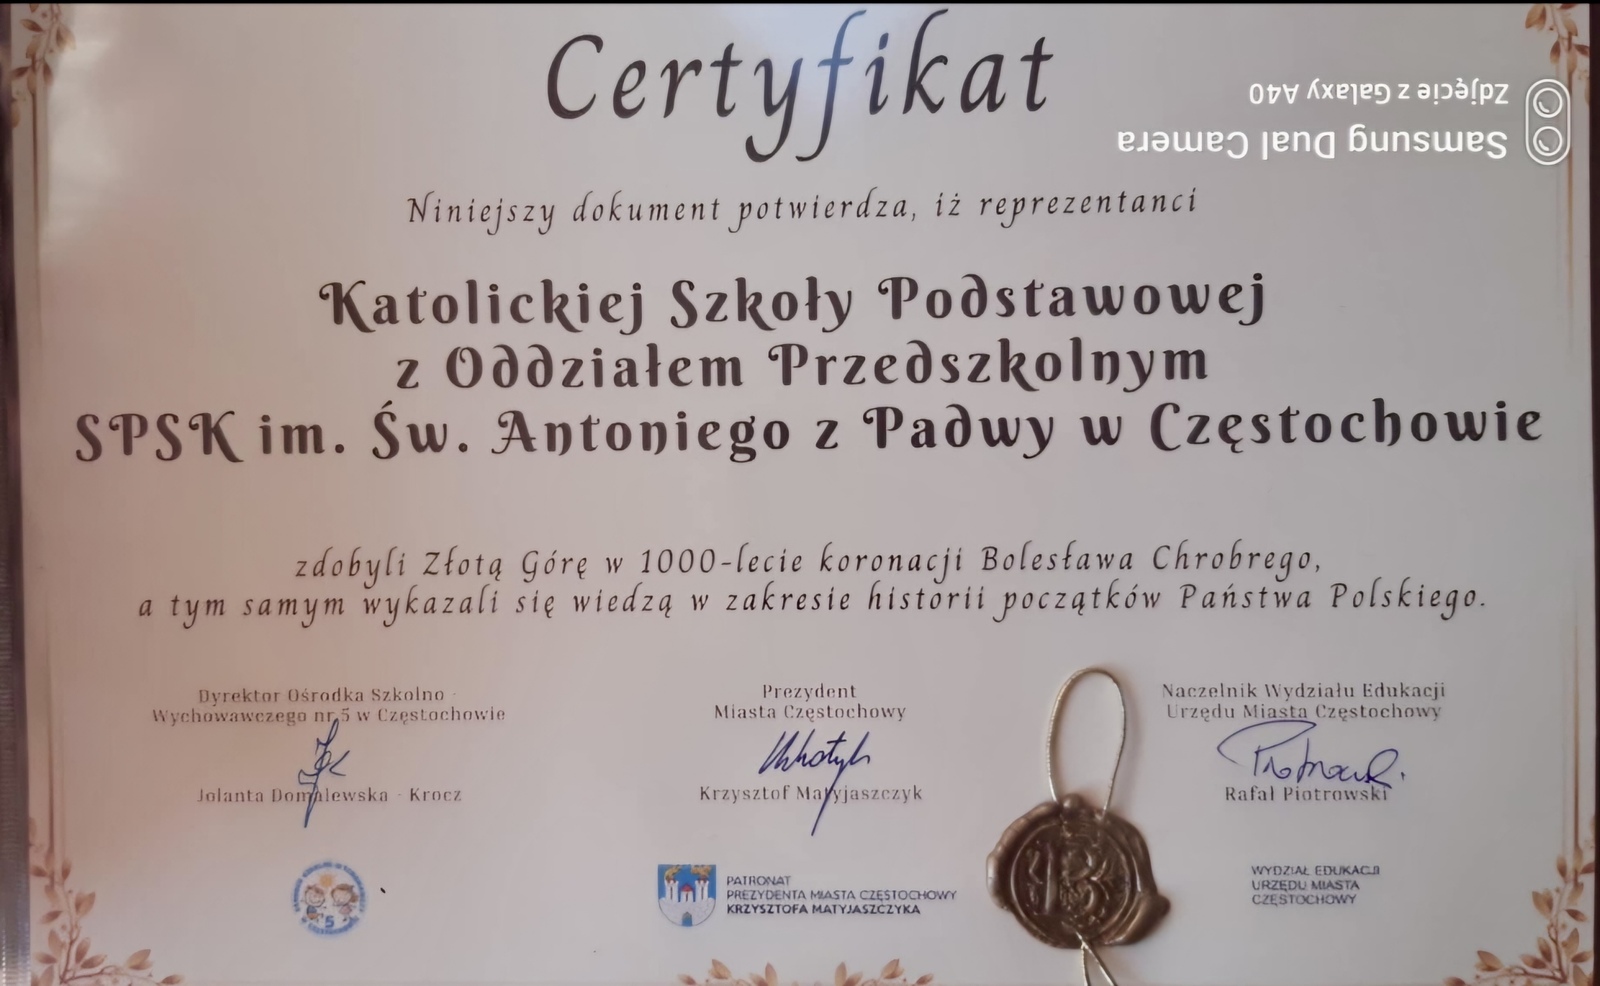 Certyfikat
Samsung Dual Camera
Zdjęcie z Galaxy A40
Niniejszy dokument potwierdza, iż reprezentanci
Katolickiej Szkoły Podstawowej
z Oddziałem Przedszkolnym
SPSK im. Św. Antoniego z Padwy w Częstochowie
zdobyli Złotą Górę w 1000-lecie koronacji Bolesława Chrobrego,
a tym samym wykazali się wiedzą w zakresie historii początków Państwa Polskiego.
Dyrektor Ośrodka Szkolno -
Wychowawczego nr 5 w Częstochowie
Jolanta Domalewska - Krocz
Prezydent
Miasta Częstochowy
Krzysztof Matyjaszczyk
Naczelnik Wydziału Edukacji
Urzędu Miasta Częstochowy
Rafał Piotrowski
5
PATRONAT
PREZYDENTA MIASTA CZĘSTOCHOWY
KRZYSZTOFA MATYJASZCZYKA
WYDZIAŁ EDUKACJI
URZĘDU MIASTA
CZĘSTOCHOWY